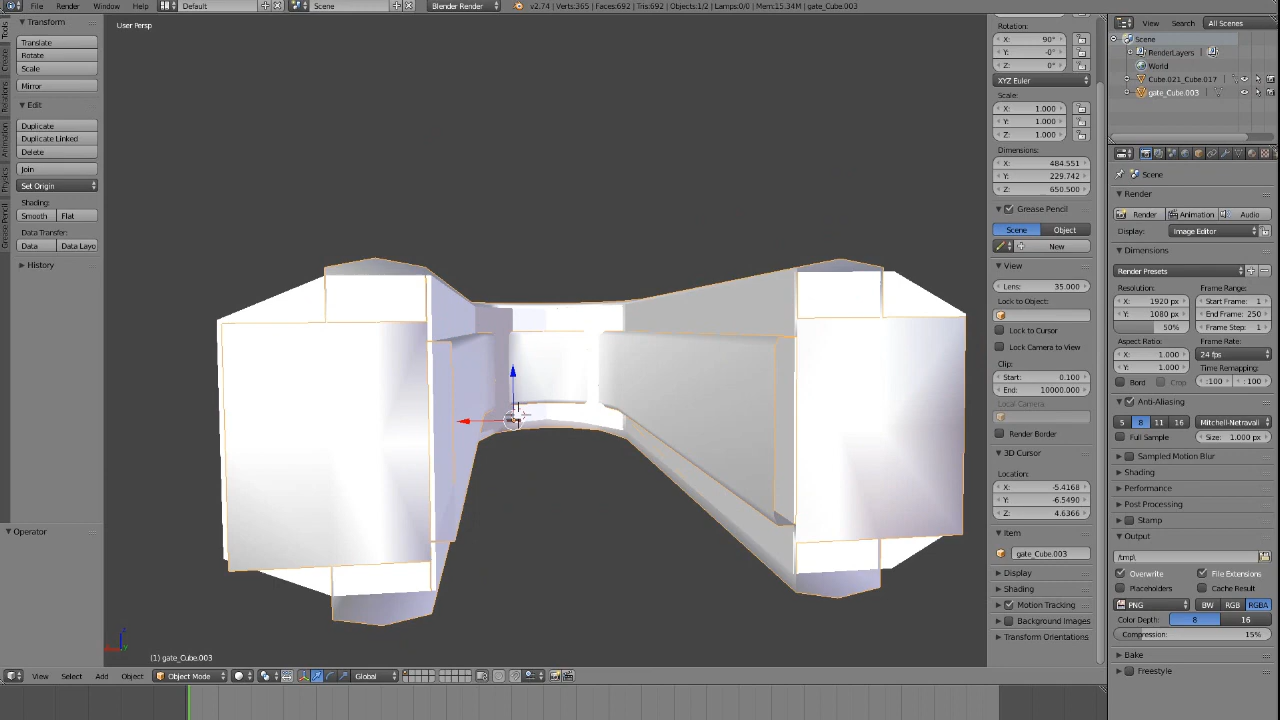 File Render Window Help Default Scene Blender Render v2.74 | Verts:365 | Faces:692 | Tris:692 | Objects:1/2 | Lamps:0/0 | Mem:15.34M | gate_Cube.003
Tools
Create
Relations
Animation
Physics
Grease Pencil
Transform
Translate
Rotate
Scale
Mirror
Edit
Duplicate
Duplicate Linked
Delete
Join
Set Origin
Shading:
Smooth Flat
Data Transfer:
Data Data Layo
History
Operator
User Persp
(1) gate_Cube.003
View Select Add Object Object Mode Global
Rotation:
X: 90°
Y: -0°
Z: 0°
XYZ Euler
Scale:
X: 1.000
Y: 1.000
Z: 1.000
Dimensions:
X: 484.551
Y: 229.742
Z: 650.500
Grease Pencil
Scene Object
New
View
Lens: 35.000
Lock to Object:
Lock to Cursor
Lock Camera to View
Clip:
Start: 0.100
End: 10000.000
Local Camera:
Render Border
3D Cursor
Location:
X: -5.4168
Y: -6.5490
Z: 4.6366
Item
gate_Cube.003
Display
Shading
Motion Tracking
Background Images
Transform Orientations
View Search All Scenes
Scene
RenderLayers
World
Cube.021_Cube.017
gate_Cube.003
Scene
Render
Render Animation Audio
Display: Image Editor
Dimensions
Render Presets
Resolution: Frame Range:
X: 1920 px Start Frame: 1
Y: 1080 px End Frame: 250
50% Frame Step: 1
Aspect Ratio: Frame Rate:
X: 1.000 24 fps
Y: 1.000 Time Remapping:
Bord Crop :100 :100
Anti-Aliasing
5 8 11 16 Mitchell-Netravali
Full Sample Size: 1.000 px
Sampled Motion Blur
Shading
Performance
Post Processing
Stamp
Output
/tmp\
Overwrite File Extensions
Placeholders Cache Result
PNG BW RGB RGBA
Color Depth: 8 16
Compression: 15%
Bake
Freestyle